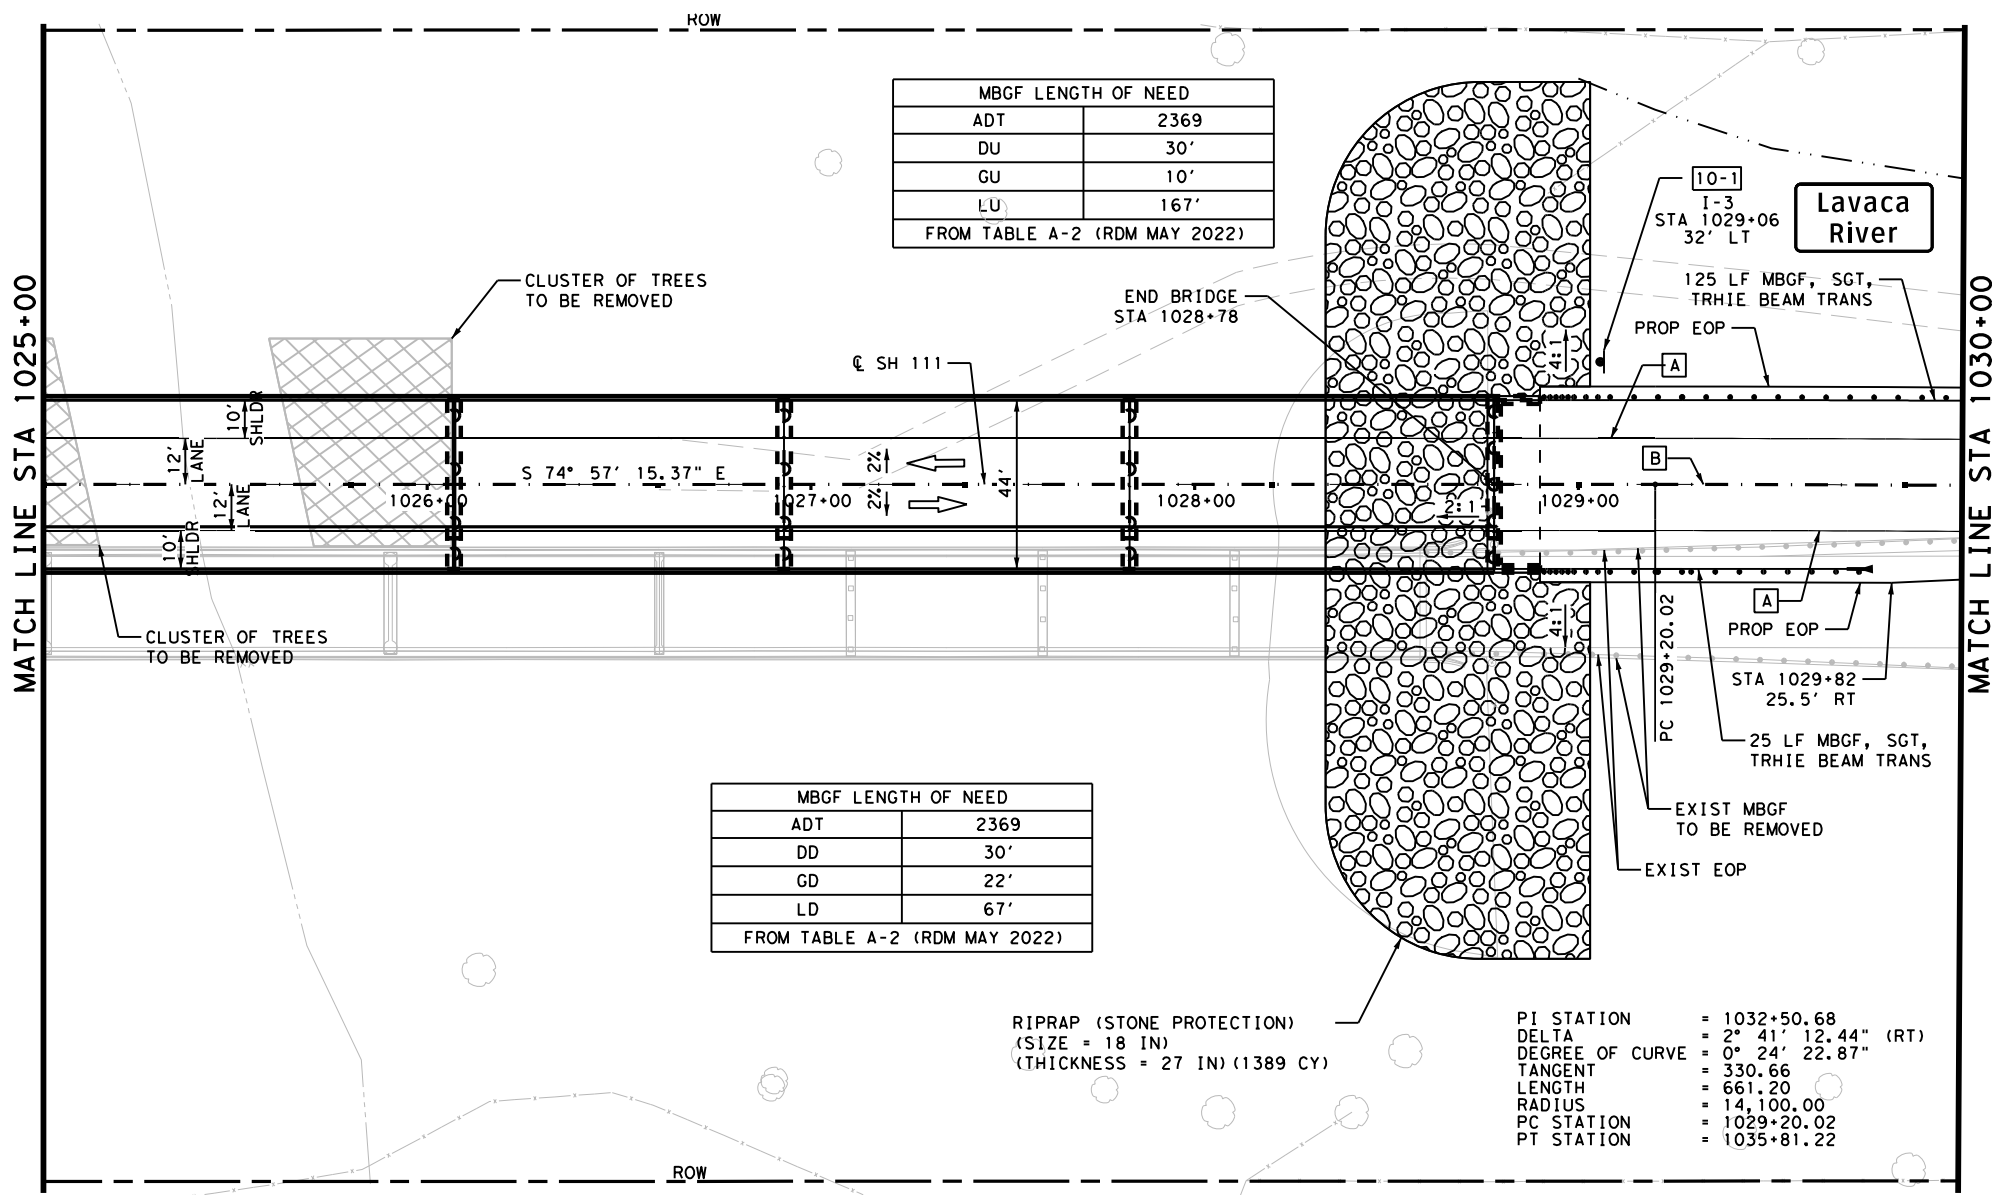 ROW
MATCH LINE STA 1025+00
MATCH LINE STA 1030+00
MBGF LENGTH OF NEED
ADT 2369
DU 30'
GU 10'
LU 167'
FROM TABLE A-2 (RDM MAY 2022)
10-1
I-3
STA 1029+06
32' LT
Lavaca
River
CLUSTER OF TREES
TO BE REMOVED
END BRIDGE
STA 1028+78
125 LF MBGF, SGT,
TRHIE BEAM TRANS
PROP EOP
℄ SH 111
4:1
A
10'
SHLDR
12'
LANE
S 74° 57' 15.37" E
2%
2%
44'
B
1026+00
1027+00
1028+00
1029+00
2:1
12'
LANE
10'
SHLDR
4:1
A
PROP EOP
CLUSTER OF TREES
TO BE REMOVED
PC 1029+20.02
STA 1029+82
25.5' RT
25 LF MBGF, SGT,
TRHIE BEAM TRANS
MBGF LENGTH OF NEED
ADT 2369
DD 30'
GD 22'
LD 67'
FROM TABLE A-2 (RDM MAY 2022)
EXIST MBGF
TO BE REMOVED
EXIST EOP
RIPRAP (STONE PROTECTION)
(SIZE = 18 IN)
(THICKNESS = 27 IN)(1389 CY)
PI STATION = 1032+50.68
DELTA = 2° 41' 12.44" (RT)
DEGREE OF CURVE = 0° 24' 22.87"
TANGENT = 330.66
LENGTH = 661.20
RADIUS = 14,100.00
PC STATION = 1029+20.02
PT STATION = 1035+81.22
ROW